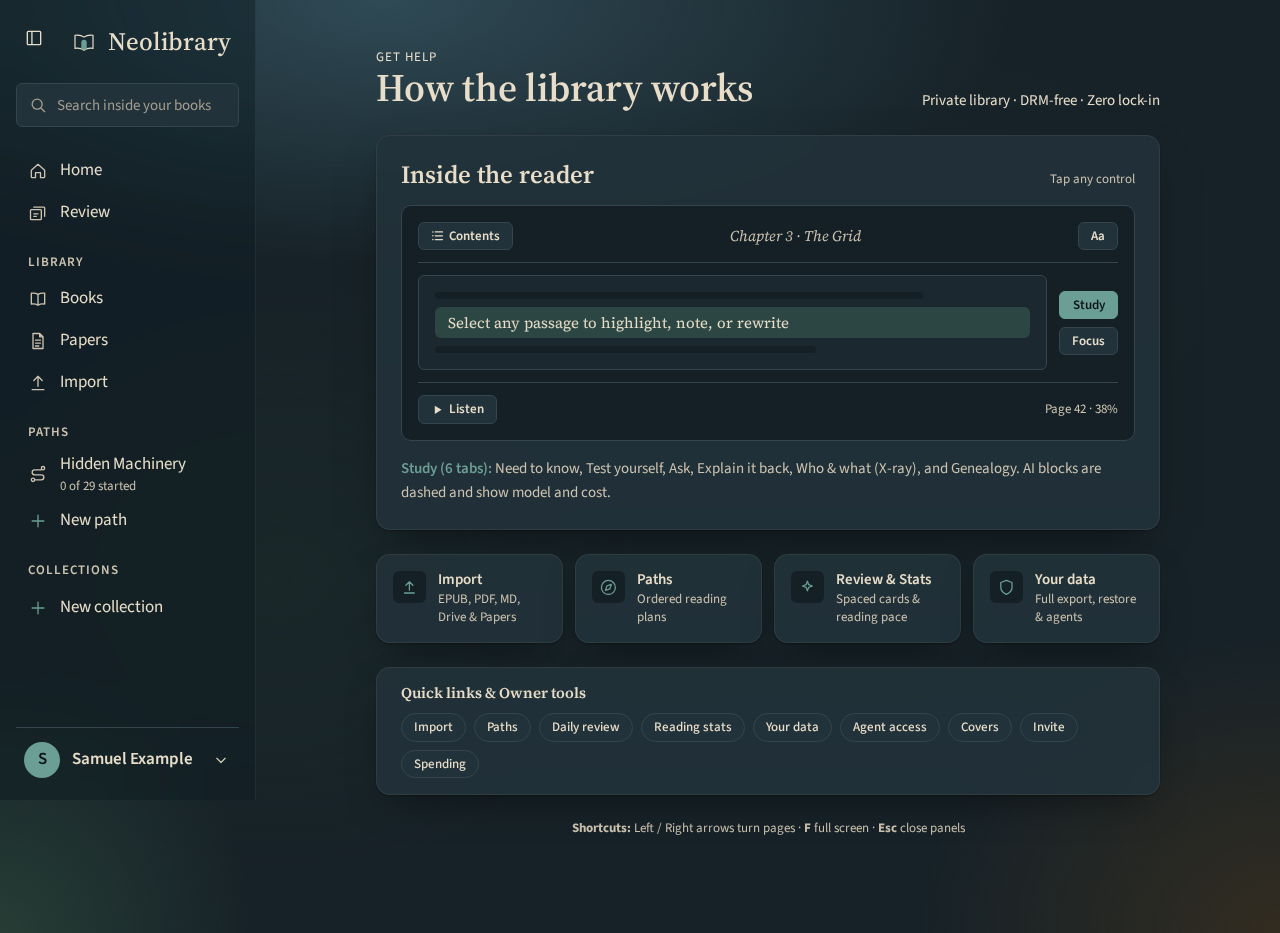 Neolibrary
Search inside your books
Home
Review
LIBRARY
Books
Papers
Import
PATHS
Hidden Machinery
0 of 29 started
New path
COLLECTIONS
New collection
S
Samuel Example
GET HELP
How the library works
Private library · DRM-free · Zero lock-in
Inside the reader
Tap any control
Contents
Chapter 3 · The Grid
Aa
Select any passage to highlight, note, or rewrite
Study
Focus
Listen
Page 42 · 38%
Study (6 tabs): Need to know, Test yourself, Ask, Explain it back, Who & what (X-ray), and Genealogy. AI blocks are
dashed and show model and cost.
Import
EPUB, PDF, MD,
Drive & Papers
Paths
Ordered reading
plans
Review & Stats
Spaced cards &
reading pace
Your data
Full export, restore
& agents
Quick links & Owner tools
Import
Paths
Daily review
Reading stats
Your data
Agent access
Covers
Invite
Spending
Shortcuts: Left / Right arrows turn pages · F full screen · Esc close panels